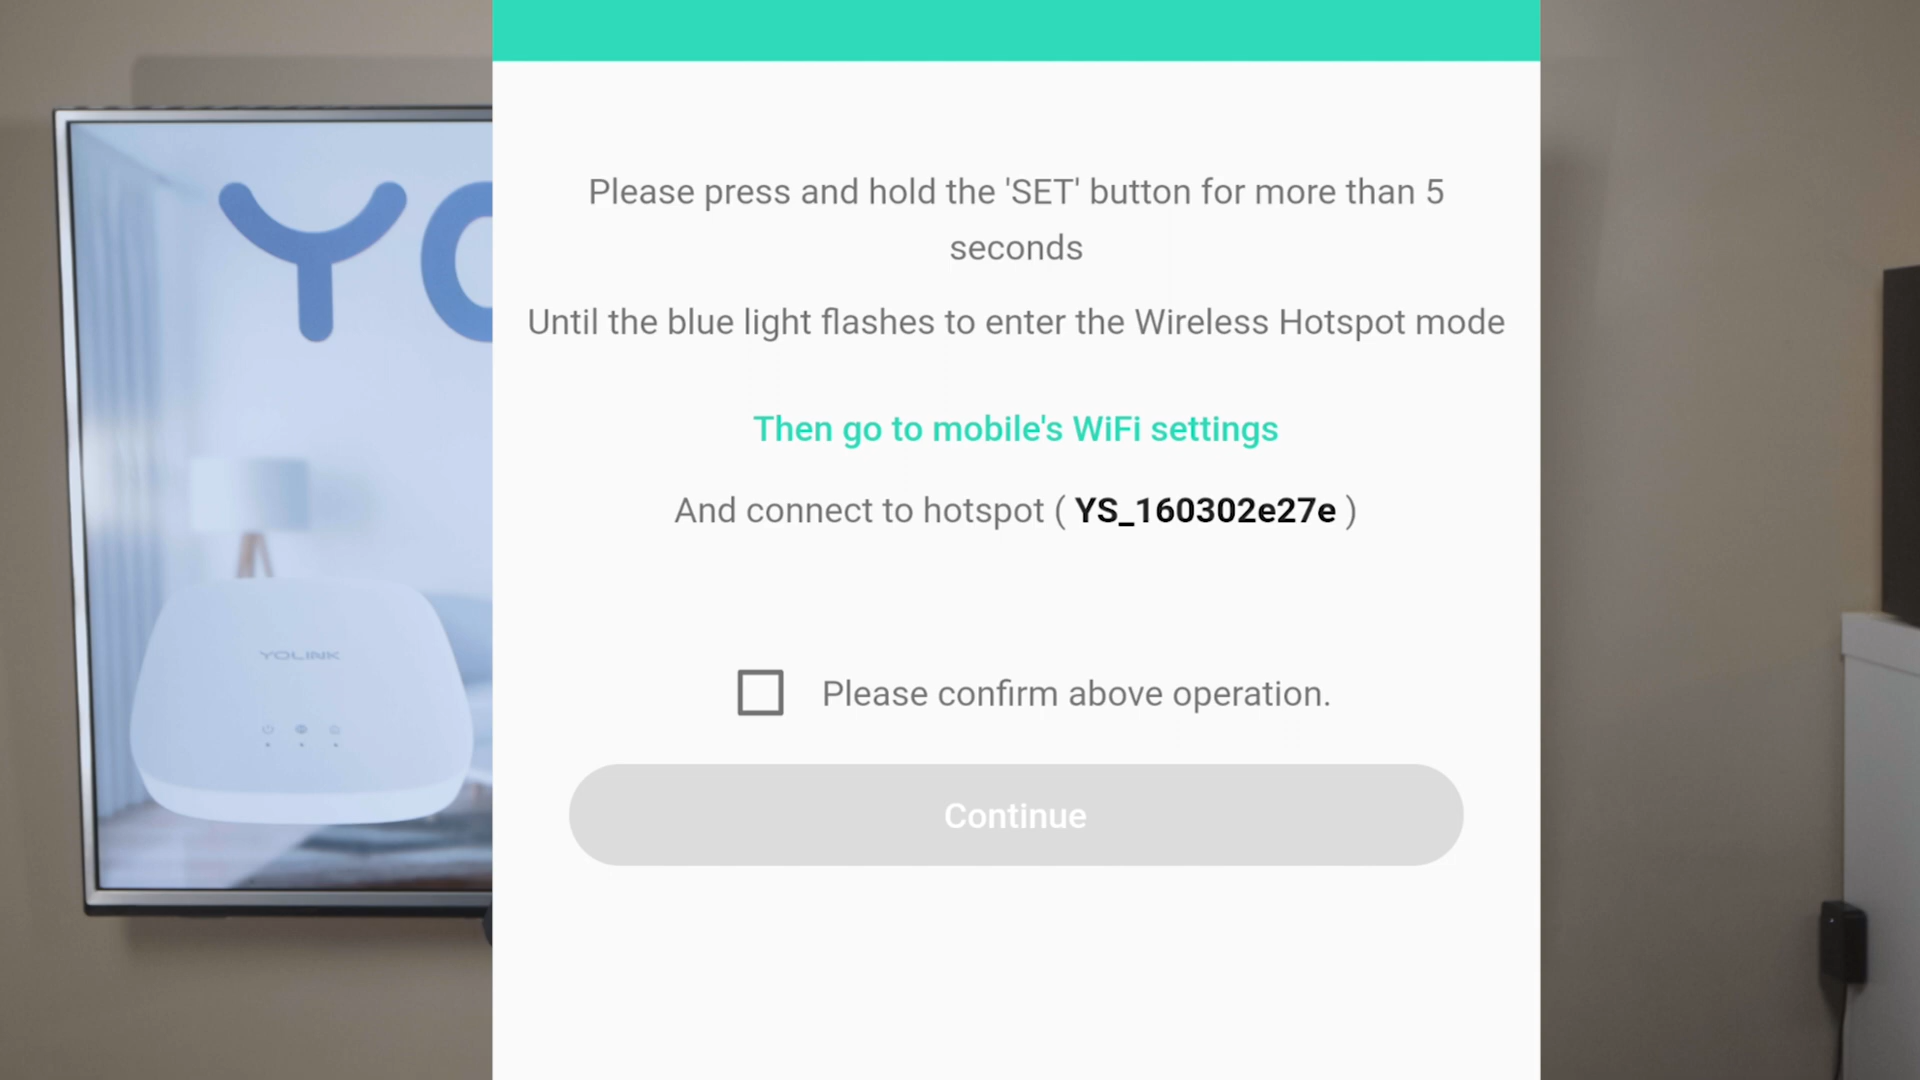 YO
YOLINK
Please press and hold the 'SET' button for more than 5
seconds
Until the blue light flashes to enter the Wireless Hotspot mode
Then go to mobile's WiFi settings
And connect to hotspot ( YS_160302e27e )
Please confirm above operation.
Continue